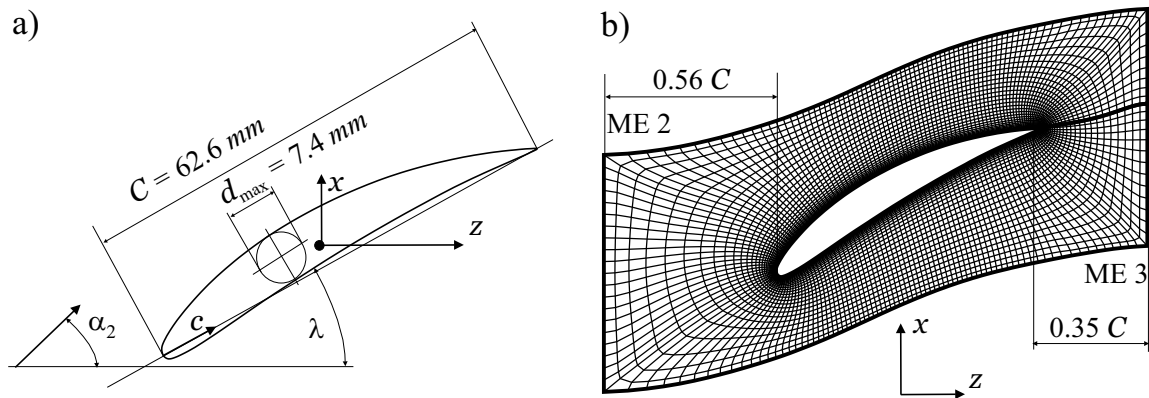 a)
C = 62.6 mm
d_max = 7.4 mm
x
z
c
α₂
λ
b)
0.56 C
ME 2
ME 3
0.35 C
x
z